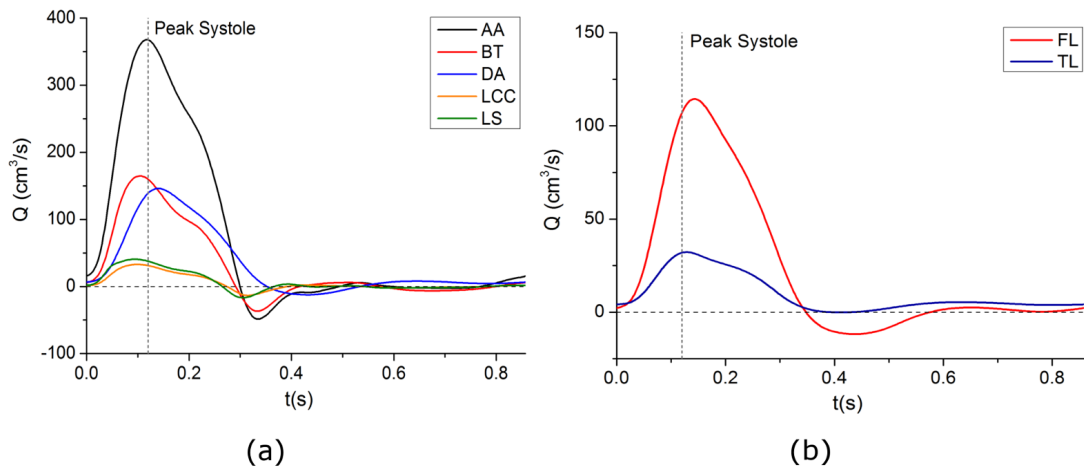 400
300
200
100
0
-100
Q (cm³/s)
0.0
0.2
0.4
0.6
0.8
t(s)
Peak Systole
AA
BT
DA
LCC
LS
(a)
150
100
50
0
Q (cm³/s)
0.0
0.2
0.4
0.6
0.8
t(s)
Peak Systole
FL
TL
(b)